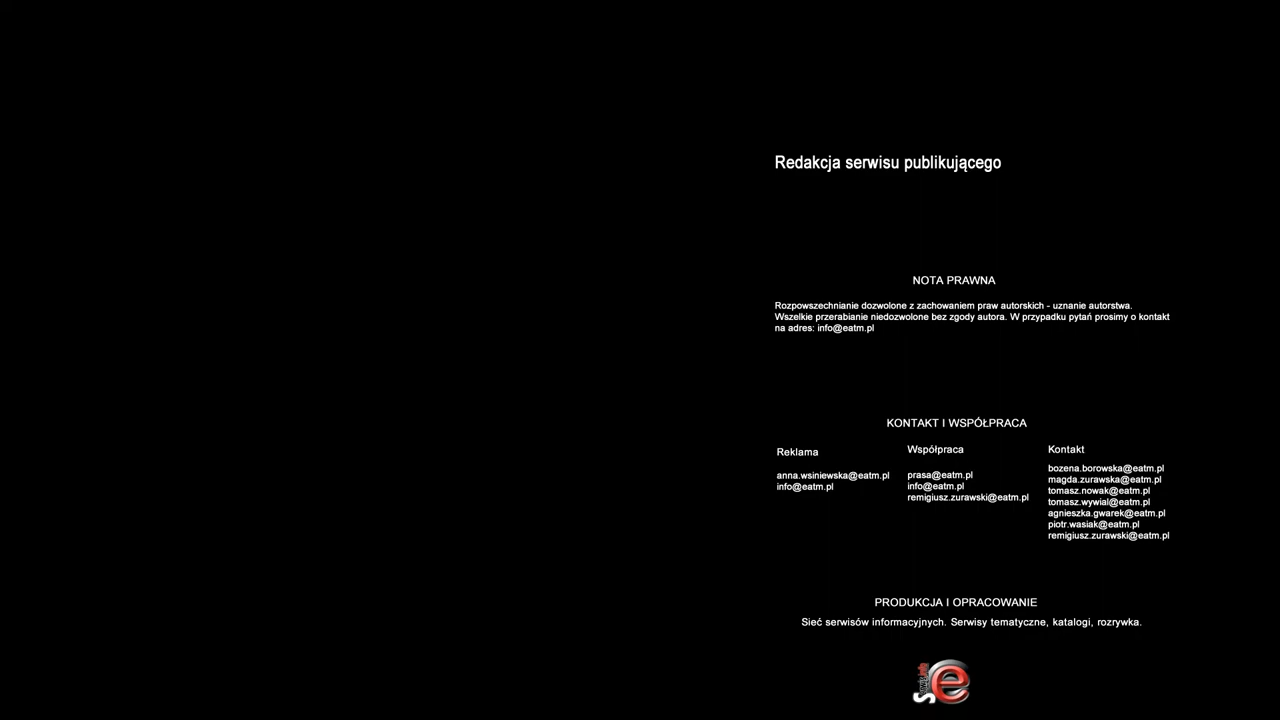 Redakcja serwisu publikującego
NOTA PRAWNA
Rozpowszechnianie dozwolone z zachowaniem praw autorskich - uznanie autorstwa.
Wszelkie przerabianie niedozwolone bez zgody autora. W przypadku pytań prosimy o kontakt
na adres: info@eatm.pl
KONTAKT I WSPÓŁPRACA
Reklama
anna.wsiniewska@eatm.pl
info@eatm.pl
Współpraca
prasa@eatm.pl
info@eatm.pl
remigiusz.zurawski@eatm.pl
Kontakt
bozena.borowska@eatm.pl
magda.zurawska@eatm.pl
tomasz.nowak@eatm.pl
tomasz.wywial@eatm.pl
agnieszka.gwarek@eatm.pl
piotr.wasiak@eatm.pl
remigiusz.zurawski@eatm.pl
PRODUKCJA I OPRACOWANIE
Sieć serwisów informacyjnych. Serwisy tematyczne, katalogi, rozrywka.
e